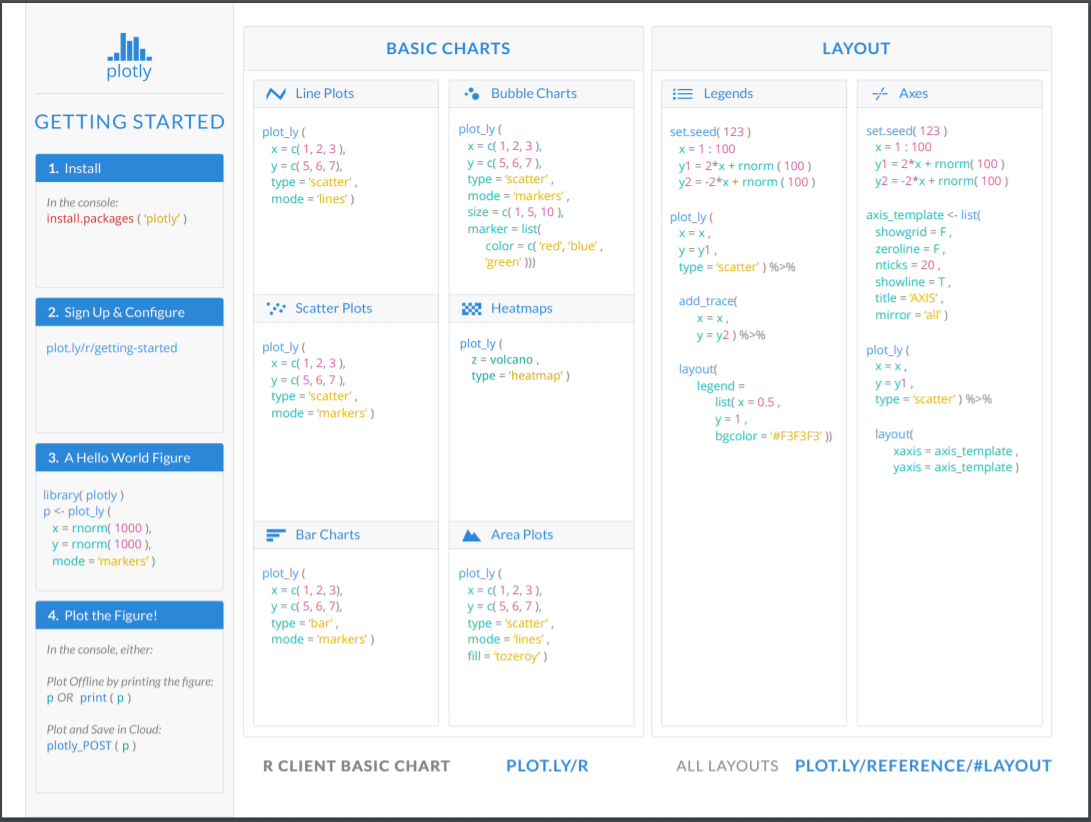 plotly
GETTING STARTED
1. Install
In the console:
install.packages ( ‘plotly’ )
2. Sign Up & Configure
plot.ly/r/getting-started
3. A Hello World Figure
library( plotly )
p <- plot_ly (
x = rnorm( 1000 ),
y = rnorm( 1000 ),
mode = ‘markers’ )
4. Plot the Figure!
In the console, either:
Plot Offline by printing the figure:
p OR print ( p )
Plot and Save in Cloud:
plotly_POST ( p )
BASIC CHARTS
Line Plots
plot_ly (
x = c( 1, 2, 3 ),
y = c( 5, 6, 7),
type = ‘scatter’ ,
mode = ‘lines’ )
Bubble Charts
plot_ly (
x = c( 1, 2, 3 ),
y = c( 5, 6, 7 ),
type = ‘scatter’ ,
mode = ‘markers’ ,
size = c( 1, 5, 10 ),
marker = list(
color = c( ‘red’, ‘blue’ ,
‘green’ )))
Scatter Plots
plot_ly (
x = c( 1, 2, 3 ),
y = c( 5, 6, 7 ),
type = ‘scatter’ ,
mode = ‘markers’ )
Heatmaps
plot_ly (
z = volcano ,
type = ‘heatmap’ )
Bar Charts
plot_ly (
x = c( 1, 2, 3),
y = c( 5, 6, 7),
type = ‘bar’ ,
mode = ‘markers’ )
Area Plots
plot_ly (
x = c( 1, 2, 3 ),
y = c( 5, 6, 7 ),
type = ‘scatter’ ,
mode = ‘lines’ ,
fill = ‘tozeroy’ )
R CLIENT BASIC CHART PLOT.LY/R
LAYOUT
Legends
set.seed( 123 )
x = 1 : 100
y1 = 2*x + rnorm ( 100 )
y2 = -2*x + rnorm ( 100 )
plot_ly (
x = x ,
y = y1 ,
type = ‘scatter’ ) %>%
add_trace(
x = x ,
y = y2 ) %>%
layout(
legend =
list( x = 0.5 ,
y = 1 ,
bgcolor = ‘#F3F3F3’ ))
Axes
set.seed( 123 )
x = 1 : 100
y1 = 2*x + rnorm( 100 )
y2 = -2*x + rnorm( 100 )
axis_template <- list(
showgrid = F ,
zeroline = F ,
nticks = 20 ,
showline = T ,
title = ‘AXIS’ ,
mirror = ‘all’ )
plot_ly (
x = x ,
y = y1 ,
type = ‘scatter’ ) %>%
layout(
xaxis = axis_template ,
yaxis = axis_template )
ALL LAYOUTS PLOT.LY/REFERENCE/#LAYOUT